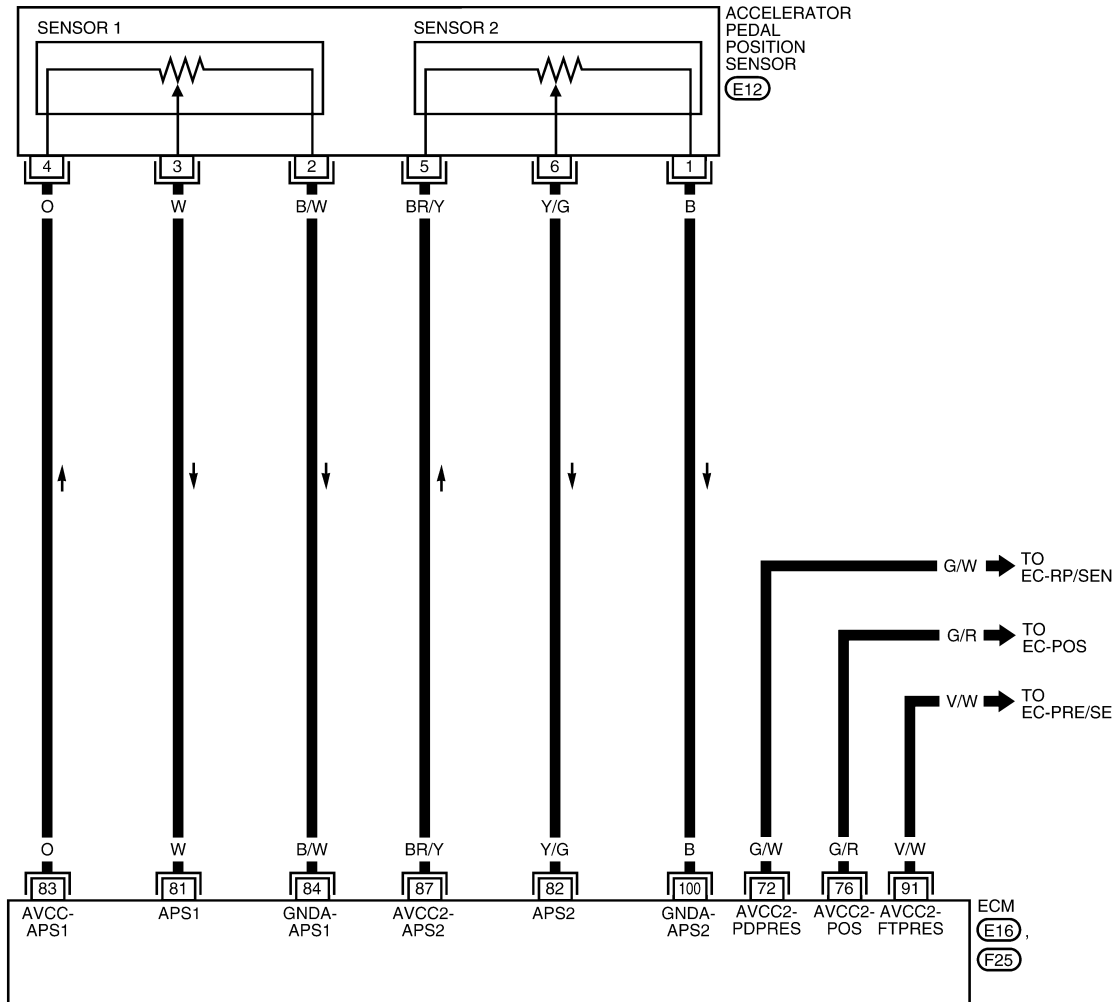 SENSOR 1
SENSOR 2
ACCELERATOR
PEDAL
POSITION
SENSOR
E12
4 3 2 5 6 1
O W B/W BR/Y Y/G B
G/W TO
EC-RP/SEN
G/R TO
EC-POS
V/W TO
EC-PRE/SE
O W B/W BR/Y Y/G B G/W G/R V/W
83 81 84 87 82 100 72 76 91
AVCC- APS1 GNDA- AVCC2- APS2 GNDA- AVCC2- AVCC2- AVCC2-
APS1 APS1 APS2 APS2 PDPRES POS FTPRES
ECM
E16 ,
F25